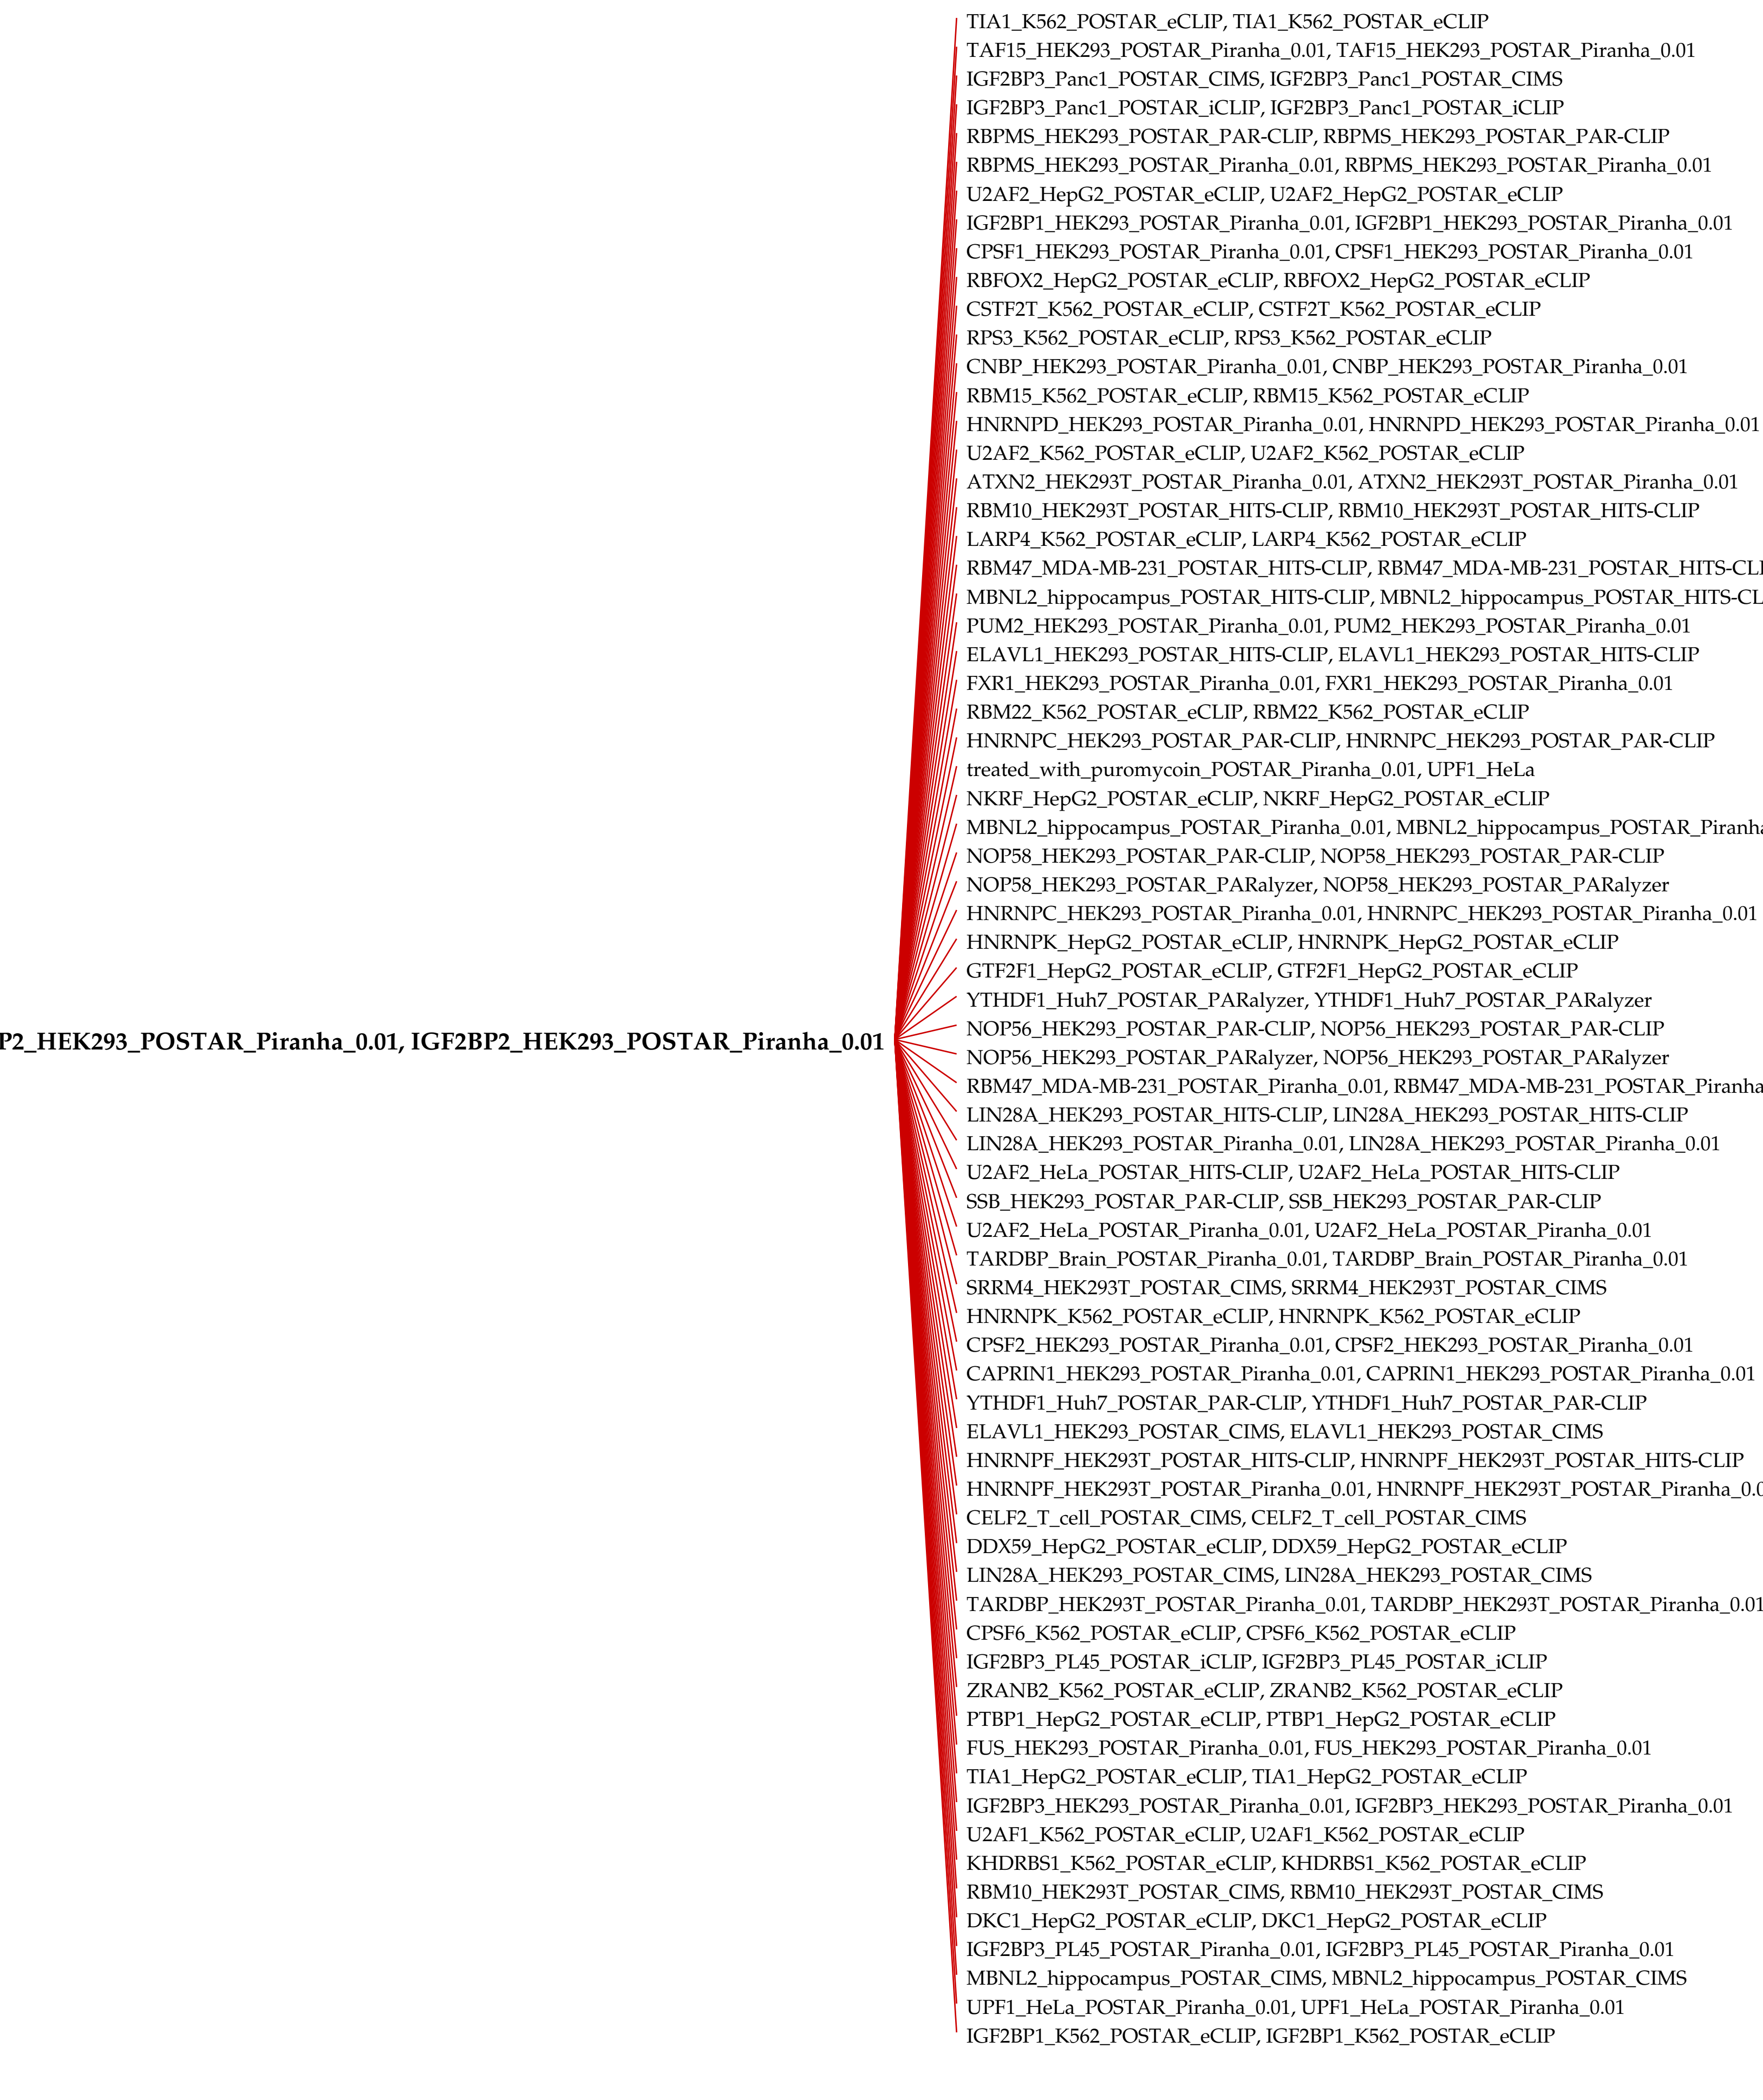 TIA1_K562_POSTAR_eCLIP, TIA1_K562_POSTAR_eCLIP
TAF15_HEK293_POSTAR_Piranha_0.01, TAF15_HEK293_POSTAR_Piranha_0.01
IGF2BP3_Panc1_POSTAR_CIMS, IGF2BP3_Panc1_POSTAR_CIMS
IGF2BP3_Panc1_POSTAR_iCLIP, IGF2BP3_Panc1_POSTAR_iCLIP
RBPMS_HEK293_POSTAR_PAR-CLIP, RBPMS_HEK293_POSTAR_PAR-CLIP
RBPMS_HEK293_POSTAR_Piranha_0.01, RBPMS_HEK293_POSTAR_Piranha_0.01
U2AF2_HepG2_POSTAR_eCLIP, U2AF2_HepG2_POSTAR_eCLIP
IGF2BP1_HEK293_POSTAR_Piranha_0.01, IGF2BP1_HEK293_POSTAR_Piranha_0.01
CPSF1_HEK293_POSTAR_Piranha_0.01, CPSF1_HEK293_POSTAR_Piranha_0.01
RBFOX2_HepG2_POSTAR_eCLIP, RBFOX2_HepG2_POSTAR_eCLIP
CSTF2T_K562_POSTAR_eCLIP, CSTF2T_K562_POSTAR_eCLIP
RPS3_K562_POSTAR_eCLIP, RPS3_K562_POSTAR_eCLIP
CNBP_HEK293_POSTAR_Piranha_0.01, CNBP_HEK293_POSTAR_Piranha_0.01
RBM15_K562_POSTAR_eCLIP, RBM15_K562_POSTAR_eCLIP
HNRNPD_HEK293_POSTAR_Piranha_0.01, HNRNPD_HEK293_POSTAR_Piranha_0.01
U2AF2_K562_POSTAR_eCLIP, U2AF2_K562_POSTAR_eCLIP
ATXN2_HEK293T_POSTAR_Piranha_0.01, ATXN2_HEK293T_POSTAR_Piranha_0.01
RBM10_HEK293T_POSTAR_HITS-CLIP, RBM10_HEK293T_POSTAR_HITS-CLIP
LARP4_K562_POSTAR_eCLIP, LARP4_K562_POSTAR_eCLIP
RBM47_MDA-MB-231_POSTAR_HITS-CLIP, RBM47_MDA-MB-231_POSTAR_HITS-CLI
MBNL2_hippocampus_POSTAR_HITS-CLIP, MBNL2_hippocampus_POSTAR_HITS-CL
PUM2_HEK293_POSTAR_Piranha_0.01, PUM2_HEK293_POSTAR_Piranha_0.01
ELAVL1_HEK293_POSTAR_HITS-CLIP, ELAVL1_HEK293_POSTAR_HITS-CLIP
FXR1_HEK293_POSTAR_Piranha_0.01, FXR1_HEK293_POSTAR_Piranha_0.01
RBM22_K562_POSTAR_eCLIP, RBM22_K562_POSTAR_eCLIP
HNRNPC_HEK293_POSTAR_PAR-CLIP, HNRNPC_HEK293_POSTAR_PAR-CLIP
treated_with_puromycoin_POSTAR_Piranha_0.01, UPF1_HeLa
NKRF_HepG2_POSTAR_eCLIP, NKRF_HepG2_POSTAR_eCLIP
MBNL2_hippocampus_POSTAR_Piranha_0.01, MBNL2_hippocampus_POSTAR_Piranha
NOP58_HEK293_POSTAR_PAR-CLIP, NOP58_HEK293_POSTAR_PAR-CLIP
NOP58_HEK293_POSTAR_PARalyzer, NOP58_HEK293_POSTAR_PARalyzer
HNRNPC_HEK293_POSTAR_Piranha_0.01, HNRNPC_HEK293_POSTAR_Piranha_0.01
HNRNPK_HepG2_POSTAR_eCLIP, HNRNPK_HepG2_POSTAR_eCLIP
GTF2F1_HepG2_POSTAR_eCLIP, GTF2F1_HepG2_POSTAR_eCLIP
YTHDF1_Huh7_POSTAR_PARalyzer, YTHDF1_Huh7_POSTAR_PARalyzer
NOP56_HEK293_POSTAR_PAR-CLIP, NOP56_HEK293_POSTAR_PAR-CLIP
P2_HEK293_POSTAR_Piranha_0.01, IGF2BP2_HEK293_POSTAR_Piranha_0.01
NOP56_HEK293_POSTAR_PARalyzer, NOP56_HEK293_POSTAR_PARalyzer
RBM47_MDA-MB-231_POSTAR_Piranha_0.01, RBM47_MDA-MB-231_POSTAR_Piranha
LIN28A_HEK293_POSTAR_HITS-CLIP, LIN28A_HEK293_POSTAR_HITS-CLIP
LIN28A_HEK293_POSTAR_Piranha_0.01, LIN28A_HEK293_POSTAR_Piranha_0.01
U2AF2_HeLa_POSTAR_HITS-CLIP, U2AF2_HeLa_POSTAR_HITS-CLIP
SSB_HEK293_POSTAR_PAR-CLIP, SSB_HEK293_POSTAR_PAR-CLIP
U2AF2_HeLa_POSTAR_Piranha_0.01, U2AF2_HeLa_POSTAR_Piranha_0.01
TARDBP_Brain_POSTAR_Piranha_0.01, TARDBP_Brain_POSTAR_Piranha_0.01
SRRM4_HEK293T_POSTAR_CIMS, SRRM4_HEK293T_POSTAR_CIMS
HNRNPK_K562_POSTAR_eCLIP, HNRNPK_K562_POSTAR_eCLIP
CPSF2_HEK293_POSTAR_Piranha_0.01, CPSF2_HEK293_POSTAR_Piranha_0.01
CAPRIN1_HEK293_POSTAR_Piranha_0.01, CAPRIN1_HEK293_POSTAR_Piranha_0.01
YTHDF1_Huh7_POSTAR_PAR-CLIP, YTHDF1_Huh7_POSTAR_PAR-CLIP
ELAVL1_HEK293_POSTAR_CIMS, ELAVL1_HEK293_POSTAR_CIMS
HNRNPF_HEK293T_POSTAR_HITS-CLIP, HNRNPF_HEK293T_POSTAR_HITS-CLIP
HNRNPF_HEK293T_POSTAR_Piranha_0.01, HNRNPF_HEK293T_POSTAR_Piranha_0.0
CELF2_T_cell_POSTAR_CIMS, CELF2_T_cell_POSTAR_CIMS
DDX59_HepG2_POSTAR_eCLIP, DDX59_HepG2_POSTAR_eCLIP
LIN28A_HEK293_POSTAR_CIMS, LIN28A_HEK293_POSTAR_CIMS
TARDBP_HEK293T_POSTAR_Piranha_0.01, TARDBP_HEK293T_POSTAR_Piranha_0.01
CPSF6_K562_POSTAR_eCLIP, CPSF6_K562_POSTAR_eCLIP
IGF2BP3_PL45_POSTAR_iCLIP, IGF2BP3_PL45_POSTAR_iCLIP
ZRANB2_K562_POSTAR_eCLIP, ZRANB2_K562_POSTAR_eCLIP
PTBP1_HepG2_POSTAR_eCLIP, PTBP1_HepG2_POSTAR_eCLIP
FUS_HEK293_POSTAR_Piranha_0.01, FUS_HEK293_POSTAR_Piranha_0.01
TIA1_HepG2_POSTAR_eCLIP, TIA1_HepG2_POSTAR_eCLIP
IGF2BP3_HEK293_POSTAR_Piranha_0.01, IGF2BP3_HEK293_POSTAR_Piranha_0.01
U2AF1_K562_POSTAR_eCLIP, U2AF1_K562_POSTAR_eCLIP
KHDRBS1_K562_POSTAR_eCLIP, KHDRBS1_K562_POSTAR_eCLIP
RBM10_HEK293T_POSTAR_CIMS, RBM10_HEK293T_POSTAR_CIMS
DKC1_HepG2_POSTAR_eCLIP, DKC1_HepG2_POSTAR_eCLIP
IGF2BP3_PL45_POSTAR_Piranha_0.01, IGF2BP3_PL45_POSTAR_Piranha_0.01
MBNL2_hippocampus_POSTAR_CIMS, MBNL2_hippocampus_POSTAR_CIMS
UPF1_HeLa_POSTAR_Piranha_0.01, UPF1_HeLa_POSTAR_Piranha_0.01
IGF2BP1_K562_POSTAR_eCLIP, IGF2BP1_K562_POSTAR_eCLIP